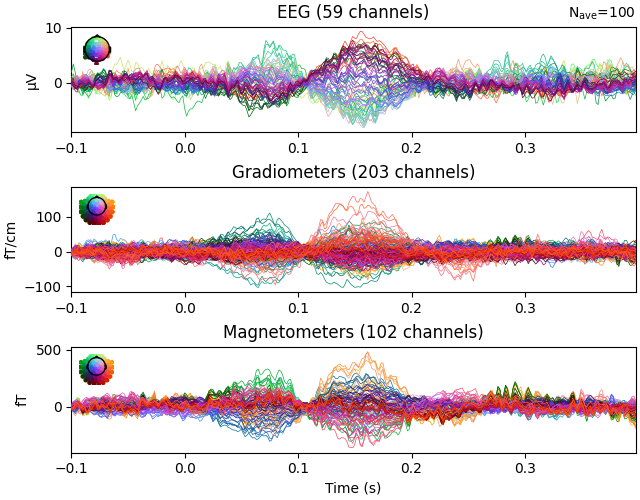 EEG (59 channels)
Nave=100
10
0
μV
−0.1 0.0 0.1 0.2 0.3
Gradiometers (203 channels)
100
0
−100
fT/cm
−0.1 0.0 0.1 0.2 0.3
Magnetometers (102 channels)
500
0
fT
−0.1 0.0 0.1 0.2 0.3
Time (s)